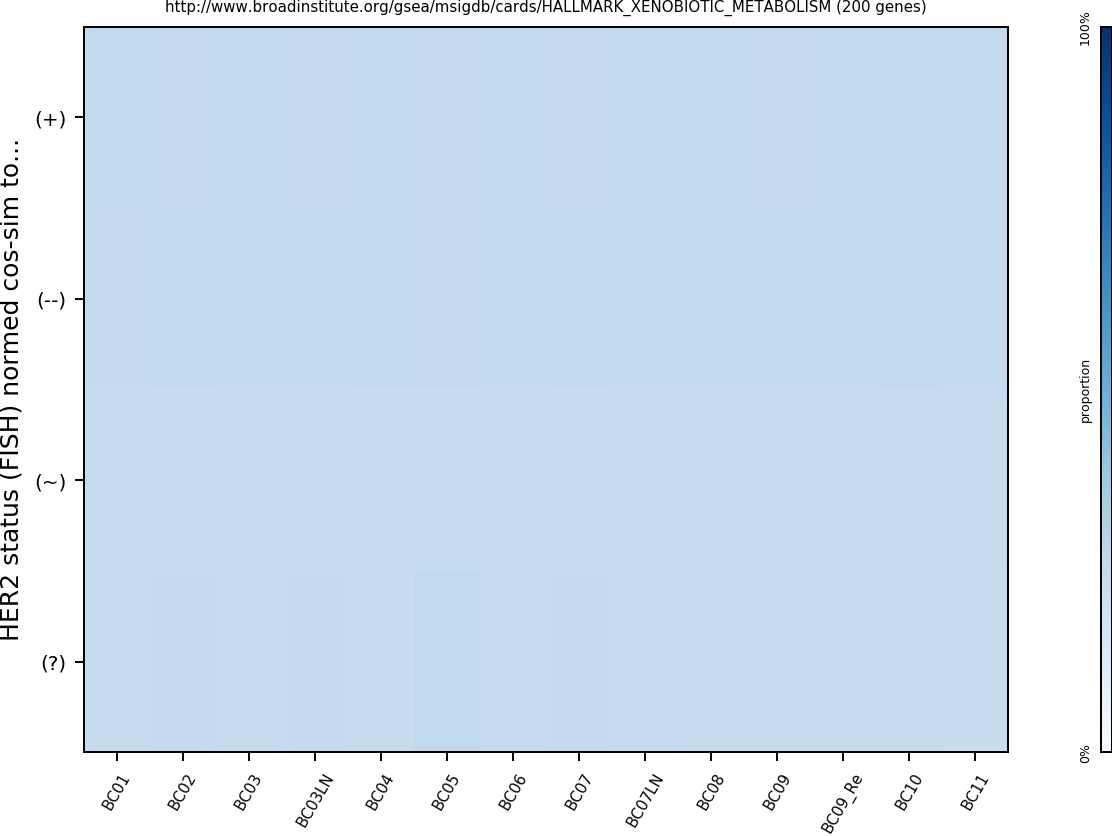 http://www.broadinstitute.org/gsea/msigdb/cards/HALLMARK_XENOBIOTIC_METABOLISM (200 genes)
HER2 status (FISH) normed cos-sim to...
(+)
(--)
(~)
(?)
BC01
BC02
BC03
BC03LN
BC04
BC05
BC06
BC07
BC07LN
BC08
BC09
BC09_Re
BC10
BC11
100%
proportion
0%